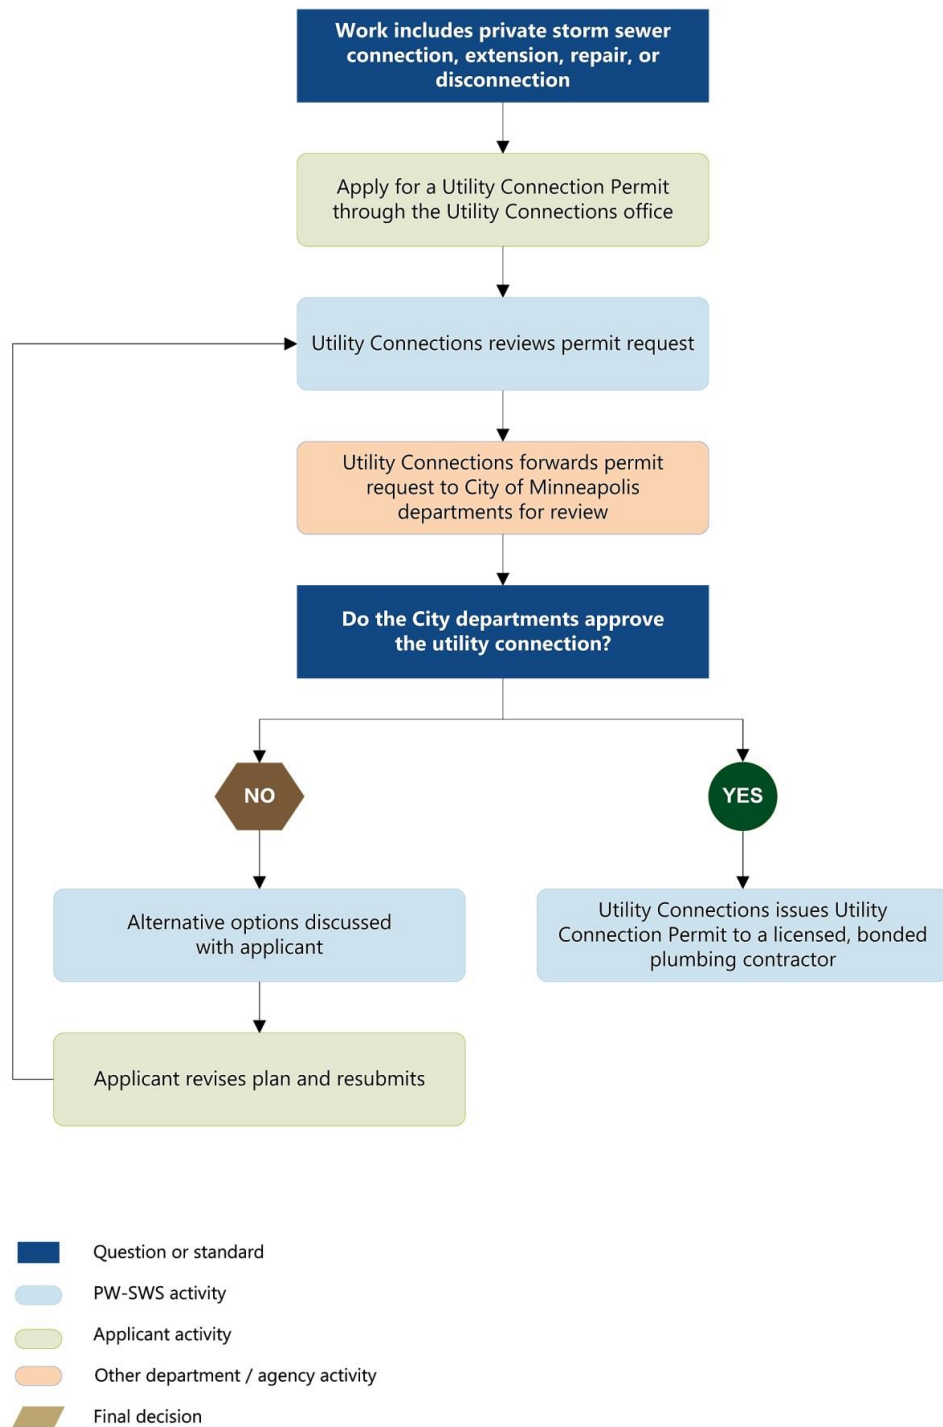 Work includes private storm sewer
connection, extension, repair, or
disconnection
Apply for a Utility Connection Permit
through the Utility Connections office
Utility Connections reviews permit request
Utility Connections forwards permit
request to City of Minneapolis
departments for review
Do the City departments approve
the utility connection?
NO
YES
Alternative options discussed
with applicant
Utility Connections issues Utility
Connection Permit to a licensed, bonded
plumbing contractor
Applicant revises plan and resubmits
Question or standard
PW-SWS activity
Applicant activity
Other department / agency activity
Final decision